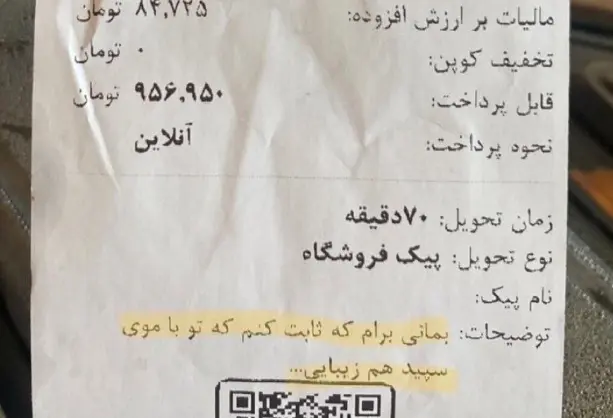 مالیات بر ارزش افزوده: ۸۴,۷۲۵ تومان
تخفیف کوپن: ۰ تومان
قابل پرداخت: ۹۵۶,۹۵۰ تومان
نحوه پرداخت: آنلاین
زمان تحویل: ۷۰دقیقه
نوع تحویل: پیک فروشگاه
نام پیک:
توضیحات: بمانی برام که ثابت کنم که تو با موی
سپید هم زیبایی...